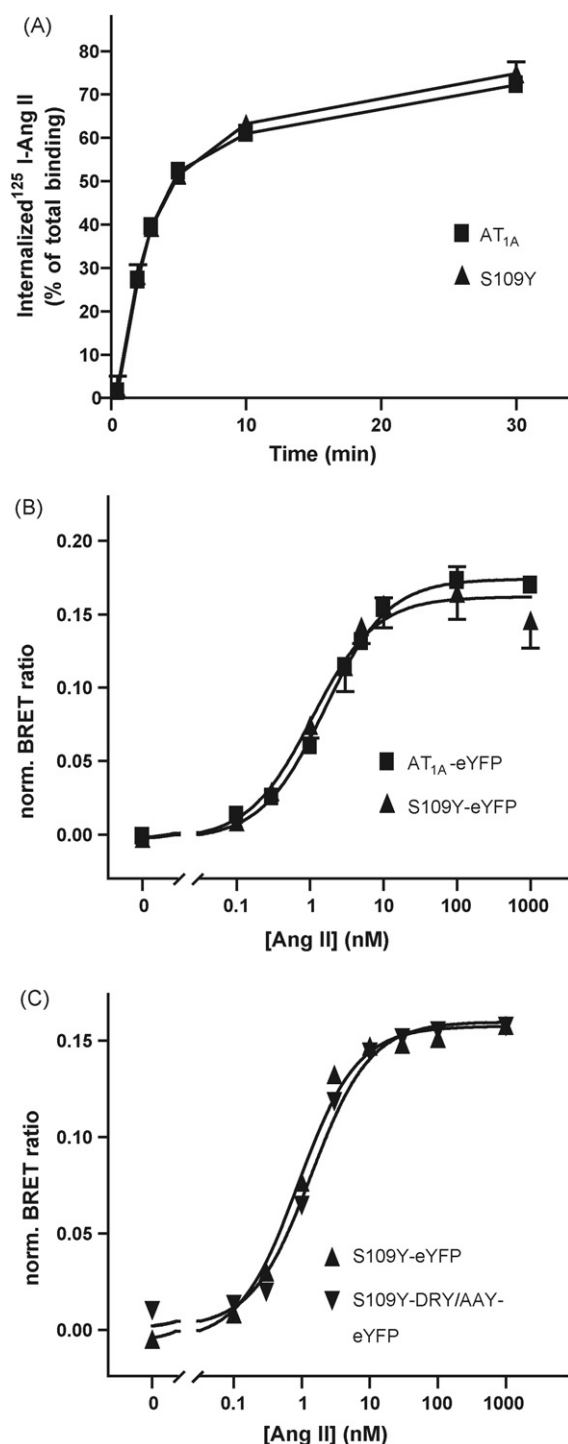 (A)
80
70
60
50
40
30
20
10
0
Internalized¹²⁵ I-Ang II
(% of total binding)
AT₁A
S109Y
0 10 20 30
Time (min)
(B)
0.20
0.15
0.10
0.05
0.00
norm. BRET ratio
AT₁A-eYFP
S109Y-eYFP
0 0.1 1 10 100 1000
[Ang II] (nM)
(C)
0.15
0.10
0.05
0.00
norm. BRET ratio
S109Y-eYFP
S109Y-DRY/AAY-
eYFP
0 0.1 1 10 100 1000
[Ang II] (nM)